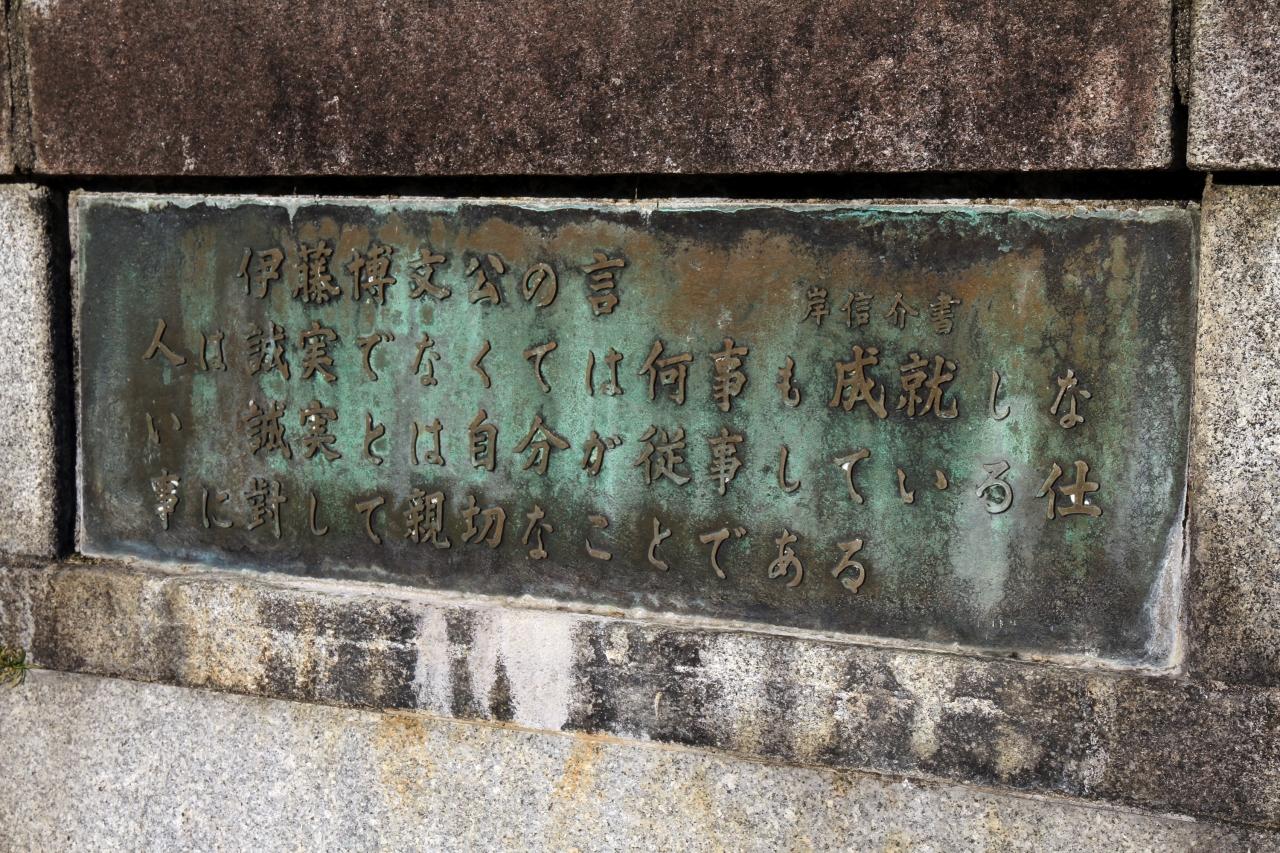 伊藤博文公の言
岸信介書
人は誠実でなくては何事も成就しな
い 誠実とは自分が従事している仕
事に對して親切なことである